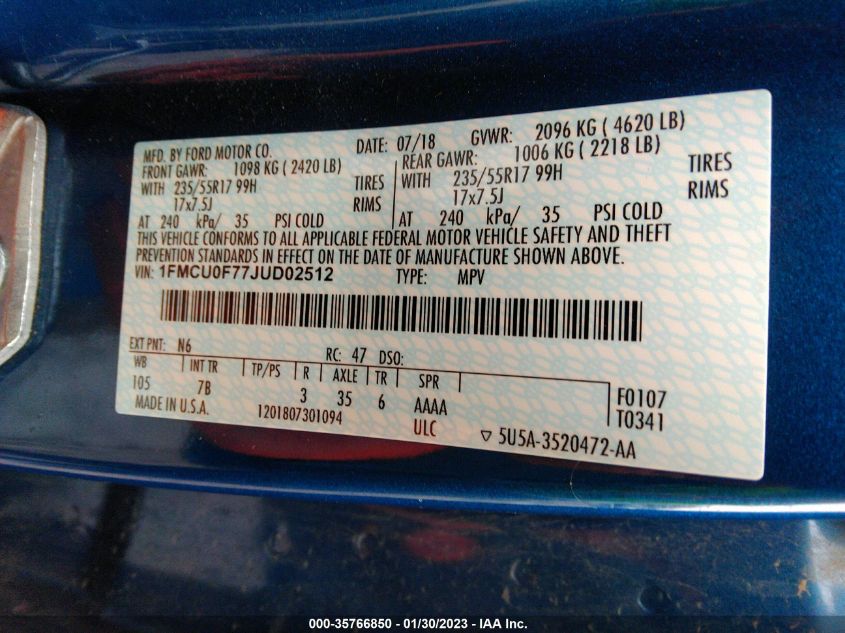 MFD. BY FORD MOTOR CO. DATE: 07/18 GVWR: 2096 KG ( 4620 LB)
FRONT GAWR: 1098 KG ( 2420 LB) REAR GAWR: 1006 KG ( 2218 LB)
WITH 235/55R17 99H TIRES WITH 235/55R17 99H TIRES
17x7.5J RIMS 17x7.5J RIMS
AT 240 kPa/ 35 PSI COLD AT 240 kPa/ 35 PSI COLD
THIS VEHICLE CONFORMS TO ALL APPLICABLE FEDERAL MOTOR VEHICLE SAFETY AND THEFT
PREVENTION STANDARDS IN EFFECT ON THE DATE OF MANUFACTURE SHOWN ABOVE.
VIN: 1FMCU0F77JUD02512 TYPE: MPV
EXT PNT: N6 RC: 47 DSO:
WB INT TR TP/PS R AXLE TR SPR
105 7B 3 35 6 AAAA F0107
MADE IN U.S.A. 1201807301094 ULC T0341
▽ 5U5A-3520472-AA
000-35766850 | 01/30/2023 - IAA Inc.